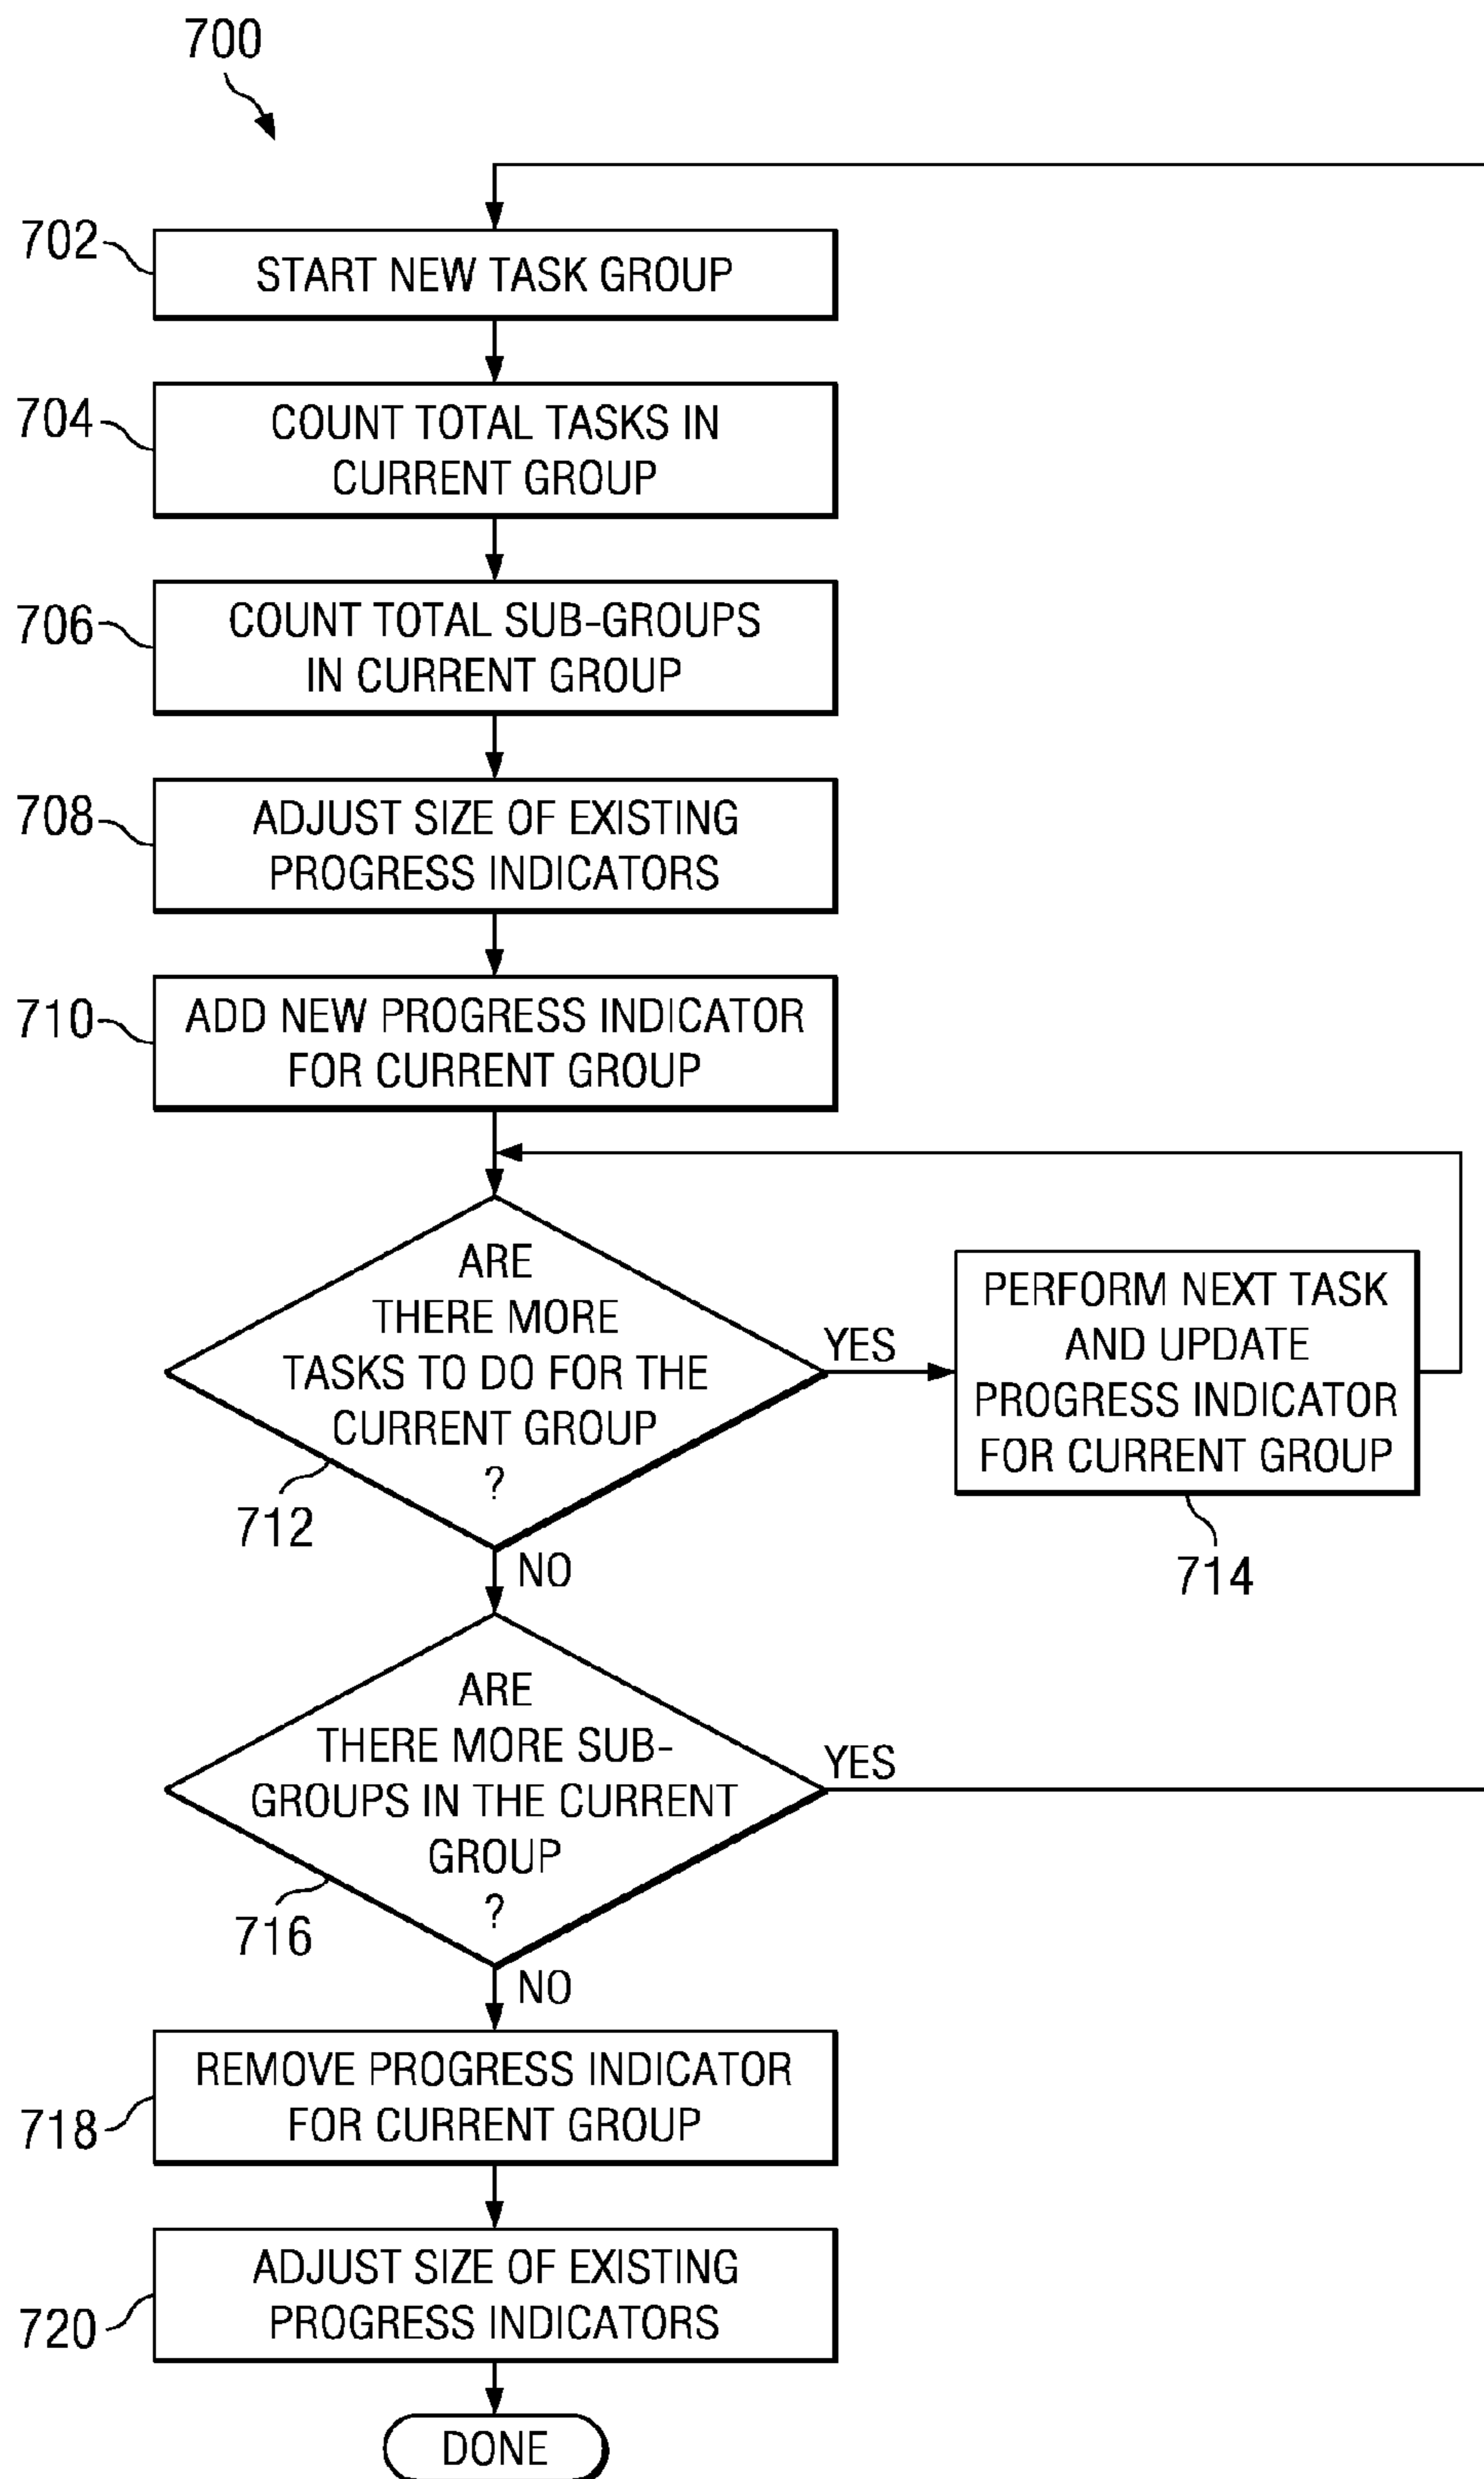 700
702
START NEW TASK GROUP
704
COUNT TOTAL TASKS IN
CURRENT GROUP
706
COUNT TOTAL SUB-GROUPS
IN CURRENT GROUP
708
ADJUST SIZE OF EXISTING
PROGRESS INDICATORS
710
ADD NEW PROGRESS INDICATOR
FOR CURRENT GROUP
ARE
THERE MORE
TASKS TO DO FOR THE
CURRENT GROUP
?
712
YES
PERFORM NEXT TASK
AND UPDATE
PROGRESS INDICATOR
FOR CURRENT GROUP
714
NO
ARE
THERE MORE SUB-
GROUPS IN THE CURRENT
GROUP
?
716
YES
NO
REMOVE PROGRESS INDICATOR
FOR CURRENT GROUP
718
ADJUST SIZE OF EXISTING
PROGRESS INDICATORS
720
DONE